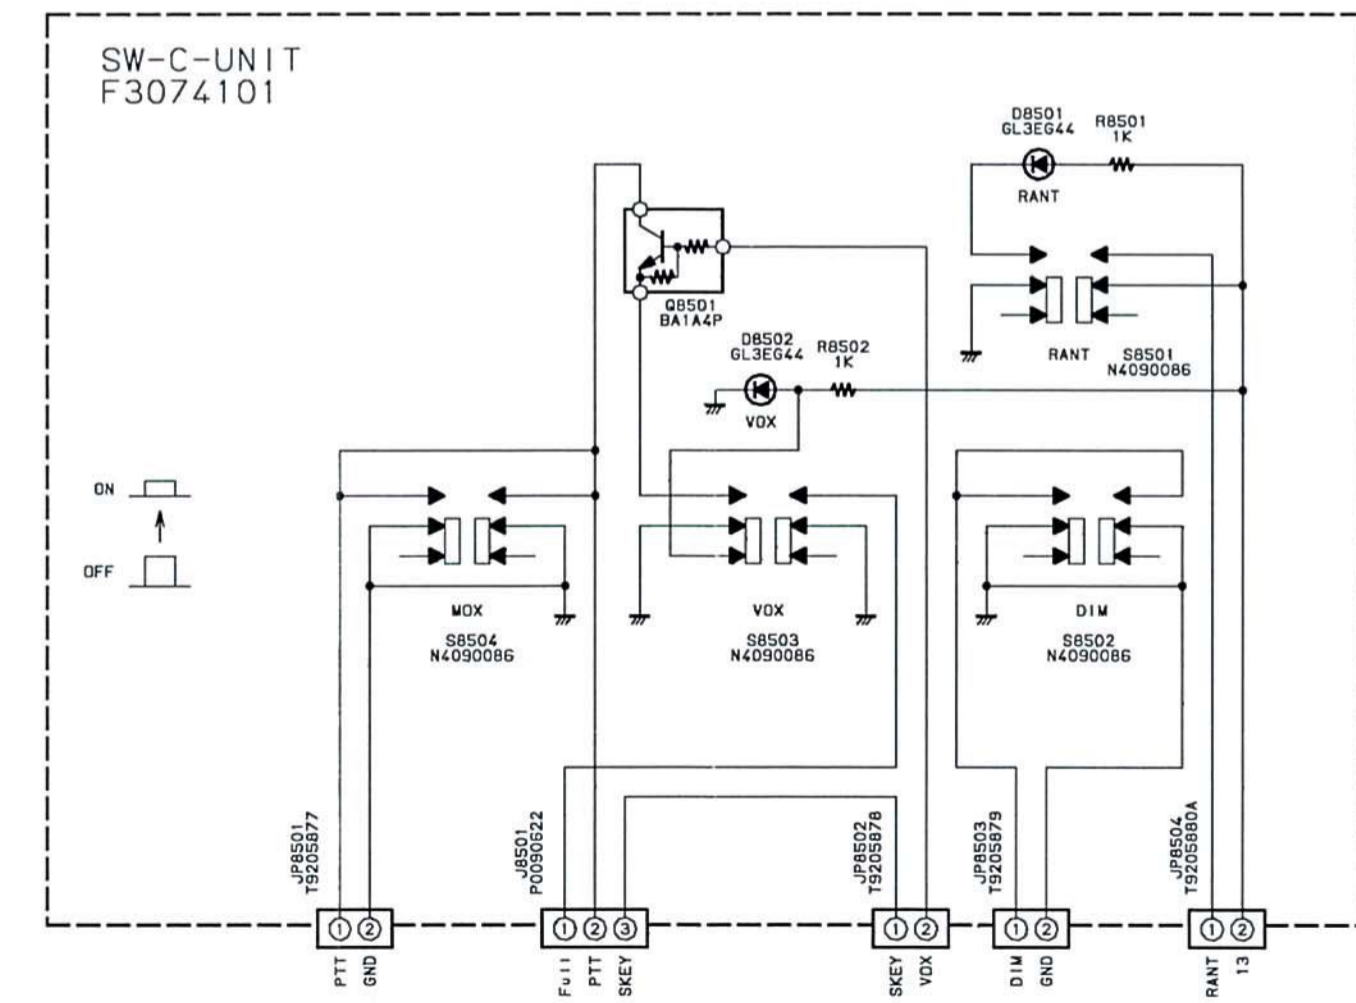 SW-C-UNIT
F3074101
D8501
GL3EG44
R8501
1K
RANT
Q8501
BA1A4P
D8502
GL3EG44
R8502
1K
VOX
RANT
S8501
N4090086
ON
OFF
MOX
S8504
N4090086
VOX
S8503
N4090086
DIM
S8502
N4090086
JP8501
T9205877
J8501
P0090622
JP8502
T9205878
JP8503
T9205879
JP8504
T9205880A
1 2
1 2 3
1 2
1 2
1 2
PTT
GND
Full
PTT
SKEY
SKEY
VOX
DIM
GND
RANT
13